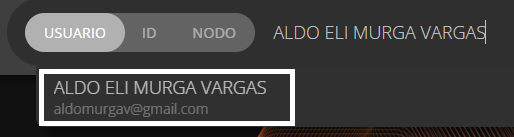 USUARIO ID NODO ALDO ELI MURGA VARGAS
ALDO ELI MURGA VARGAS
aldomurgav@gmail.com